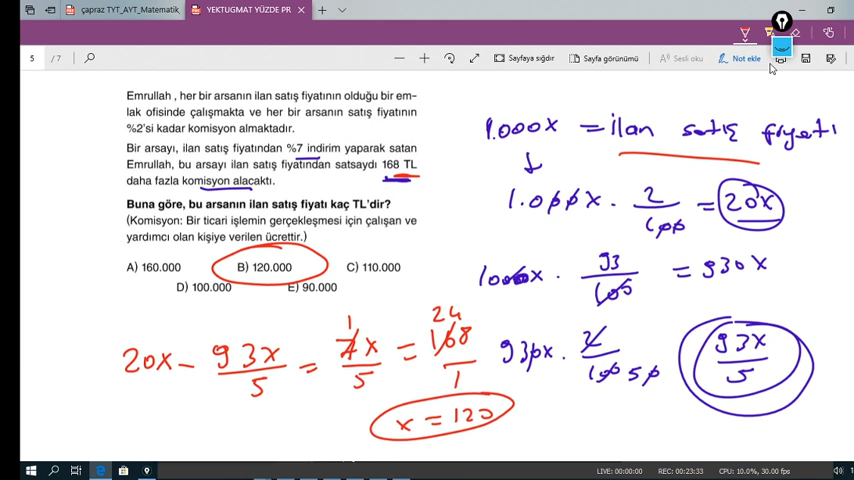 çapraz TYT_AYT_Matematik
YEKTUGMAT YÜZDE PR
5 /7
Sayfaya sığdır
Sayfa görünümü
Sesli oku
Not ekle
Emrullah , her bir arsanın ilan satış fiyatının olduğu bir em-
lak ofisinde çalışmakta ve her bir arsanın satış fiyatının
%2'si kadar komisyon almaktadır.
Bir arsayı, ilan satış fiyatından %7 indirim yaparak satan
Emrullah, bu arsayı ilan satış fiyatından satsaydı 168 TL
daha fazla komisyon alacaktı.
Buna göre, bu arsanın ilan satış fiyatı kaç TL'dir?
(Komisyon: Bir ticari işlemin gerçekleşmesi için çalışan ve
yardımcı olan kişiye verilen ücrettir.)
A) 160.000 B) 120.000 C) 110.000
D) 100.000 E) 90.000
1.000x = ilan satış fiyatı
1.000x · 2/100 = 20x
1000x · 93/100 = 930x
930x · 2/100 50 93x/5
20x - 93x/5 = 7x/5 = 168/1
1 24
x = 120
LIVE: 00:00:00 REC: 00:23:33 CPU: 10.0%, 30.00 fps